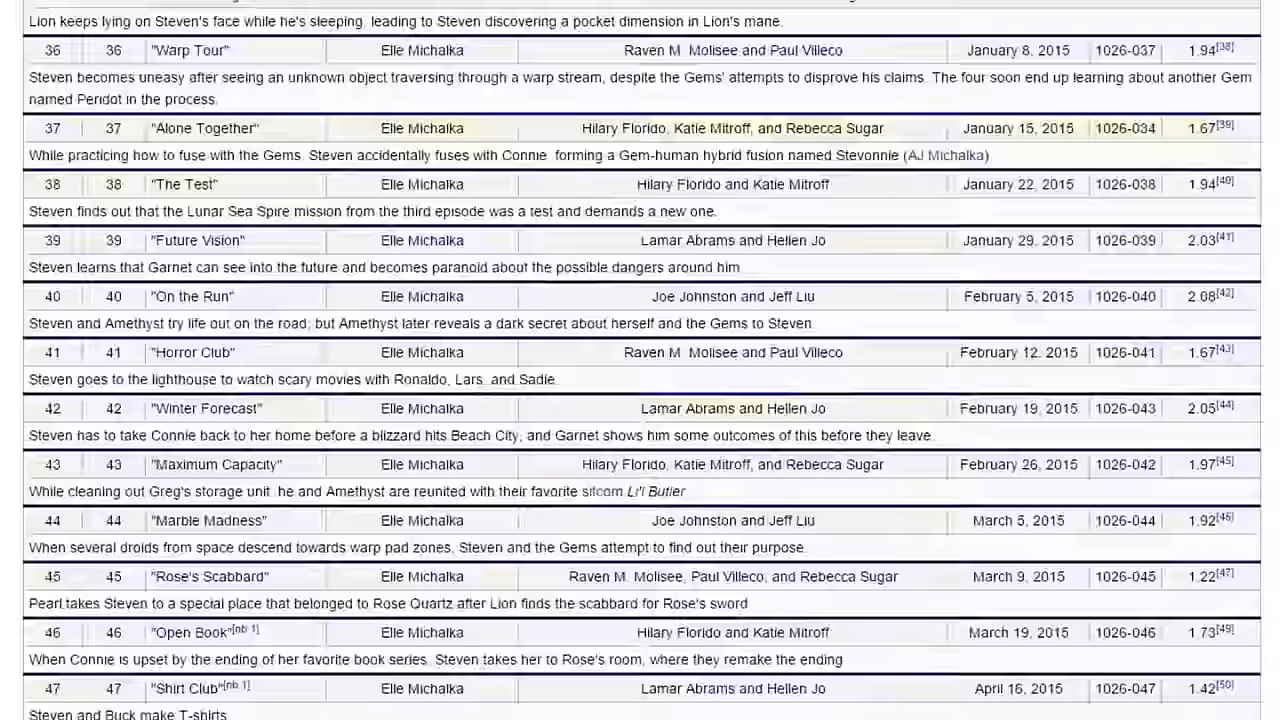 Lion keeps lying on Steven's face while he's sleeping, leading to Steven discovering a pocket dimension in Lion's mane.
36 36 "Warp Tour" Elle Michalka Raven M. Molisee and Paul Villeco January 8, 2015 1026-037 1.94[38]
Steven becomes uneasy after seeing an unknown object traversing through a warp stream, despite the Gems' attempts to disprove his claims. The four soon end up learning about another Gem
named Peridot in the process.
37 37 "Alone Together" Elle Michalka Hilary Florido, Katie Mitroff, and Rebecca Sugar January 15, 2015 1026-034 1.67[39]
While practicing how to fuse with the Gems, Steven accidentally fuses with Connie, forming a Gem-human hybrid fusion named Stevonnie (AJ Michalka)
38 38 "The Test" Elle Michalka Hilary Florido and Katie Mitroff January 22, 2015 1026-038 1.94[40]
Steven finds out that the Lunar Sea Spire mission from the third episode was a test and demands a new one.
39 39 "Future Vision" Elle Michalka Lamar Abrams and Hellen Jo January 29, 2015 1026-039 2.03[41]
Steven learns that Garnet can see into the future and becomes paranoid about the possible dangers around him
40 40 "On the Run" Elle Michalka Joe Johnston and Jeff Liu February 5, 2015 1026-040 2.08[42]
Steven and Amethyst try life out on the road; but Amethyst later reveals a dark secret about herself and the Gems to Steven.
41 41 "Horror Club" Elle Michalka Raven M. Molisee and Paul Villeco February 12, 2015 1026-041 1.67[43]
Steven goes to the lighthouse to watch scary movies with Ronaldo, Lars, and Sadie.
42 42 "Winter Forecast" Elle Michalka Lamar Abrams and Hellen Jo February 19, 2015 1026-043 2.05[44]
Steven has to take Connie back to her home before a blizzard hits Beach City, and Garnet shows him some outcomes of this before they leave.
43 43 "Maximum Capacity" Elle Michalka Hilary Florido, Katie Mitroff, and Rebecca Sugar February 26, 2015 1026-042 1.97[45]
While cleaning out Greg's storage unit, he and Amethyst are reunited with their favorite sitcom Li'l Butler
44 44 "Marble Madness" Elle Michalka Joe Johnston and Jeff Liu March 5, 2015 1026-044 1.92[46]
When several droids from space descend towards warp pad zones, Steven and the Gems attempt to find out their purpose.
45 45 "Rose's Scabbard" Elle Michalka Raven M. Molisee, Paul Villeco, and Rebecca Sugar March 9, 2015 1026-045 1.22[47]
Pearl takes Steven to a special place that belonged to Rose Quartz after Lion finds the scabbard for Rose's sword
46 46 "Open Book"[nb 1] Elle Michalka Hilary Florido and Katie Mitroff March 19, 2015 1026-046 1.73[49]
When Connie is upset by the ending of her favorite book series, Steven takes her to Rose's room, where they remake the ending
47 47 "Shirt Club"[nb 1] Elle Michalka Lamar Abrams and Hellen Jo April 16, 2015 1026-047 1.42[50]
Steven and Buck make T-shirts